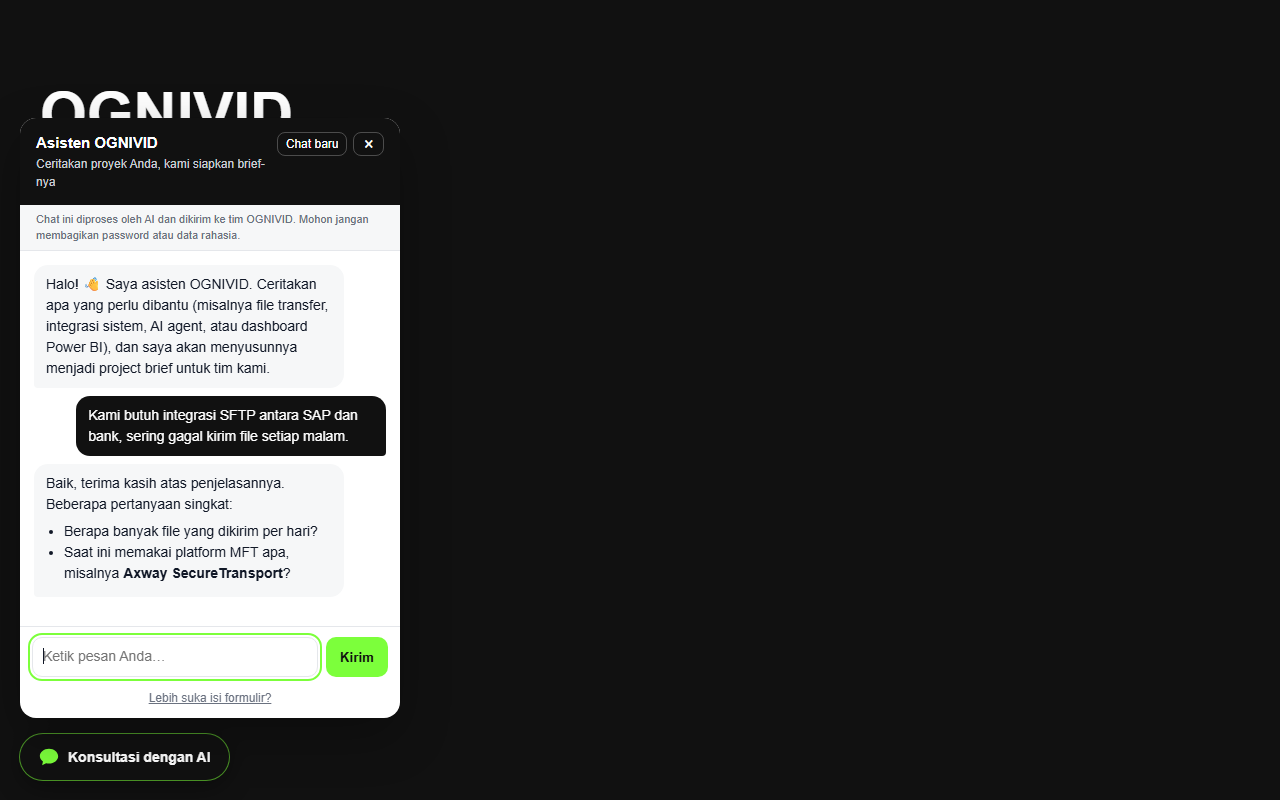 OGNIVID
Asisten OGNIVID
Ceritakan proyek Anda, kami siapkan brief-
nya
Chat baru
×
Chat ini diproses oleh AI dan dikirim ke tim OGNIVID. Mohon jangan
membagikan password atau data rahasia.
Halo! 👋 Saya asisten OGNIVID. Ceritakan
apa yang perlu dibantu (misalnya file transfer,
integrasi sistem, AI agent, atau dashboard
Power BI), dan saya akan menyusunnya
menjadi project brief untuk tim kami.
Kami butuh integrasi SFTP antara SAP dan
bank, sering gagal kirim file setiap malam.
Baik, terima kasih atas penjelasannya.
Beberapa pertanyaan singkat:
• Berapa banyak file yang dikirim per hari?
• Saat ini memakai platform MFT apa,
misalnya Axway SecureTransport?
Ketik pesan Anda...
Kirim
Lebih suka isi formulir?
Konsultasi dengan AI